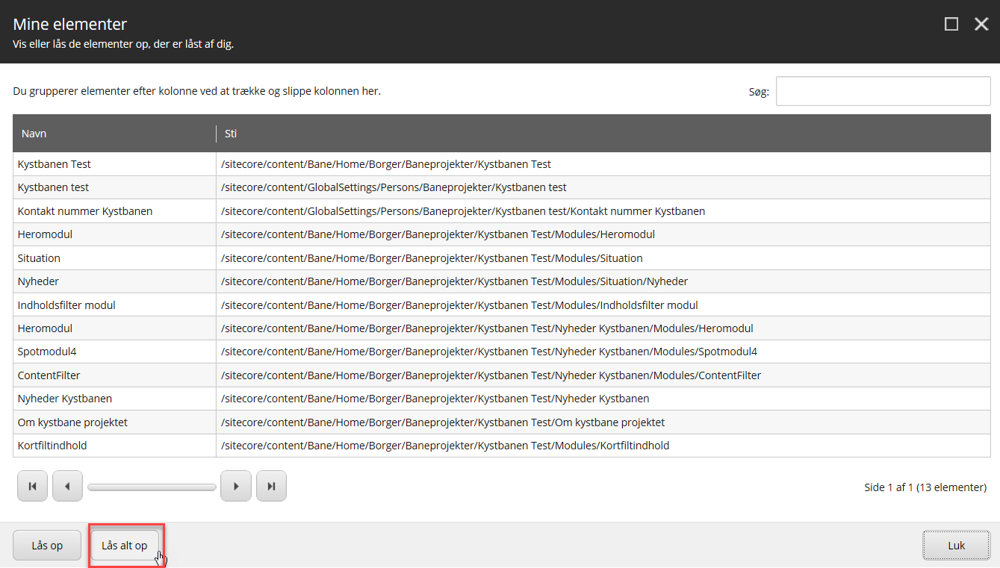 Mine elementer
Vis eller lås de elementer op, der er låst af dig.
Du grupperer elementer efter kolonne ved at trække og slippe kolonnen her.
Søg:
Navn Sti
Kystbanen Test /sitecore/content/Bane/Home/Borger/Baneprojekter/Kystbanen Test
Kystbanen test /sitecore/content/GlobalSettings/Persons/Baneprojekter/Kystbanen test
Kontakt nummer Kystbanen /sitecore/content/GlobalSettings/Persons/Baneprojekter/Kystbanen test/Kontakt nummer Kystbanen
Heromodul /sitecore/content/Bane/Home/Borger/Baneprojekter/Kystbanen Test/Modules/Heromodul
Situation /sitecore/content/Bane/Home/Borger/Baneprojekter/Kystbanen Test/Modules/Situation
Nyheder /sitecore/content/Bane/Home/Borger/Baneprojekter/Kystbanen Test/Modules/Situation/Nyheder
Indholdsfilter modul /sitecore/content/Bane/Home/Borger/Baneprojekter/Kystbanen Test/Modules/Indholdsfilter modul
Heromodul /sitecore/content/Bane/Home/Borger/Baneprojekter/Kystbanen Test/Nyheder Kystbanen/Modules/Heromodul
Spotmodul4 /sitecore/content/Bane/Home/Borger/Baneprojekter/Kystbanen Test/Nyheder Kystbanen/Modules/Spotmodul4
ContentFilter /sitecore/content/Bane/Home/Borger/Baneprojekter/Kystbanen Test/Nyheder Kystbanen/Modules/ContentFilter
Nyheder Kystbanen /sitecore/content/Bane/Home/Borger/Baneprojekter/Kystbanen Test/Nyheder Kystbanen
Om kystbane projektet /sitecore/content/Bane/Home/Borger/Baneprojekter/Kystbanen Test/Om kystbane projektet
Kortfiltindhold /sitecore/content/Bane/Home/Borger/Baneprojekter/Kystbanen Test/Modules/Kortfiltindhold
Side 1 af 1 (13 elementer)
Lås op Lås alt op Luk